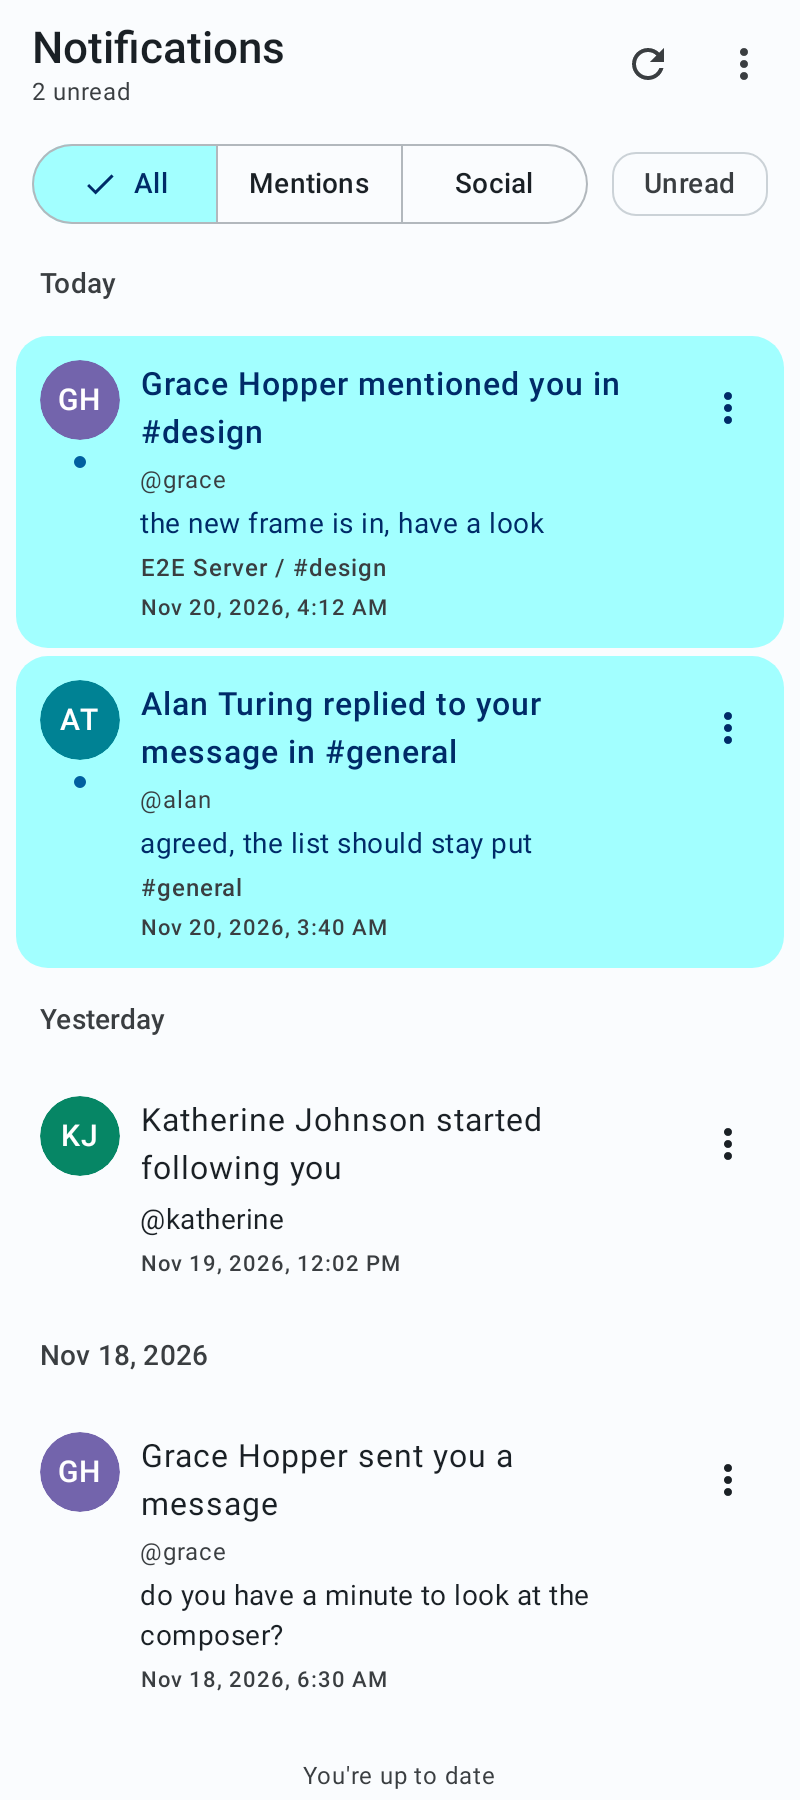 Notifications
2 unread
All
Mentions
Social
Unread
Today
GH
Grace Hopper mentioned you in
#design
@grace
the new frame is in, have a look
E2E Server / #design
Nov 20, 2026, 4:12 AM
AT
Alan Turing replied to your
message in #general
@alan
agreed, the list should stay put
#general
Nov 20, 2026, 3:40 AM
Yesterday
KJ
Katherine Johnson started
following you
@katherine
Nov 19, 2026, 12:02 PM
Nov 18, 2026
GH
Grace Hopper sent you a
message
@grace
do you have a minute to look at the
composer?
Nov 18, 2026, 6:30 AM
You're up to date